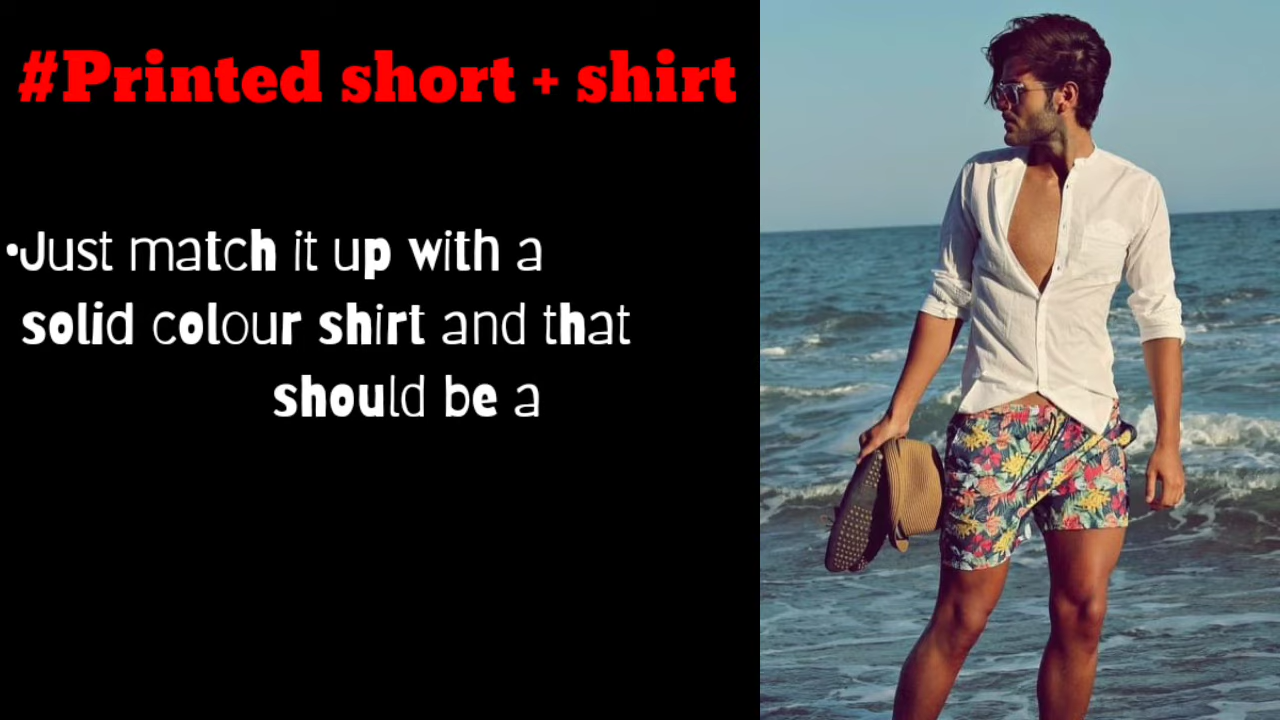 #Printed short + shirt
•Just match it up with a
solid colour shirt and that
should be a